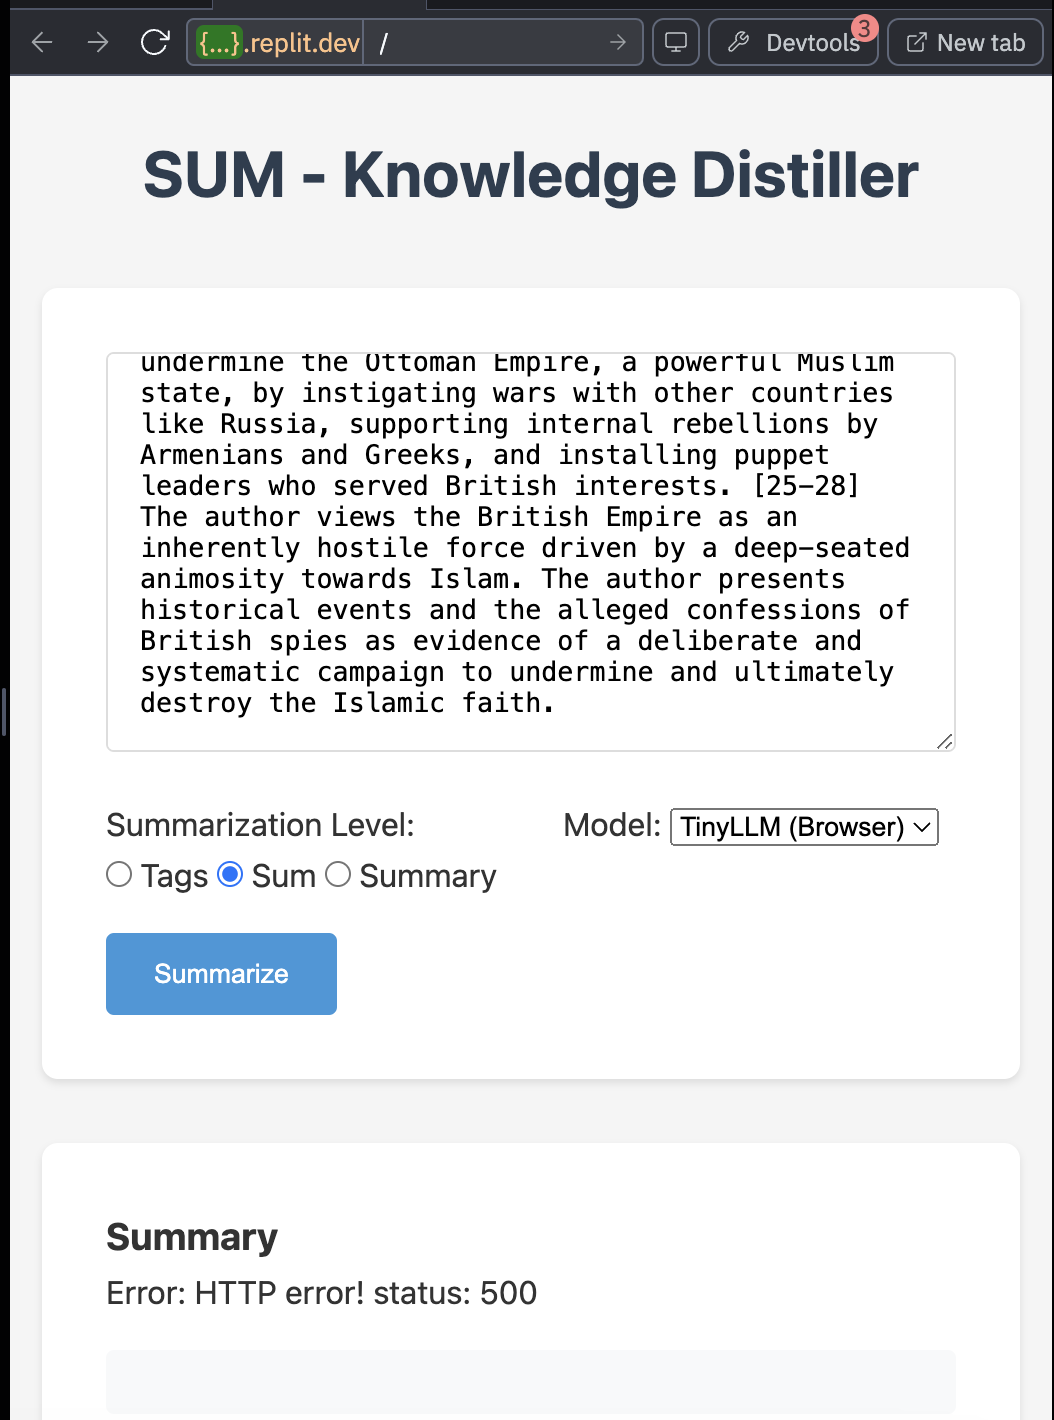 {...}.replit.dev / Devtools 3 New tab
SUM - Knowledge Distiller
undermine the Ottoman Empire, a powerful Muslim
state, by instigating wars with other countries
like Russia, supporting internal rebellions by
Armenians and Greeks, and installing puppet
leaders who served British interests. [25-28]
The author views the British Empire as an
inherently hostile force driven by a deep-seated
animosity towards Islam. The author presents
historical events and the alleged confessions of
British spies as evidence of a deliberate and
systematic campaign to undermine and ultimately
destroy the Islamic faith.
Summarization Level:
Model: TinyLLM (Browser)
Tags Sum Summary
Summarize
Summary
Error: HTTP error! status: 500